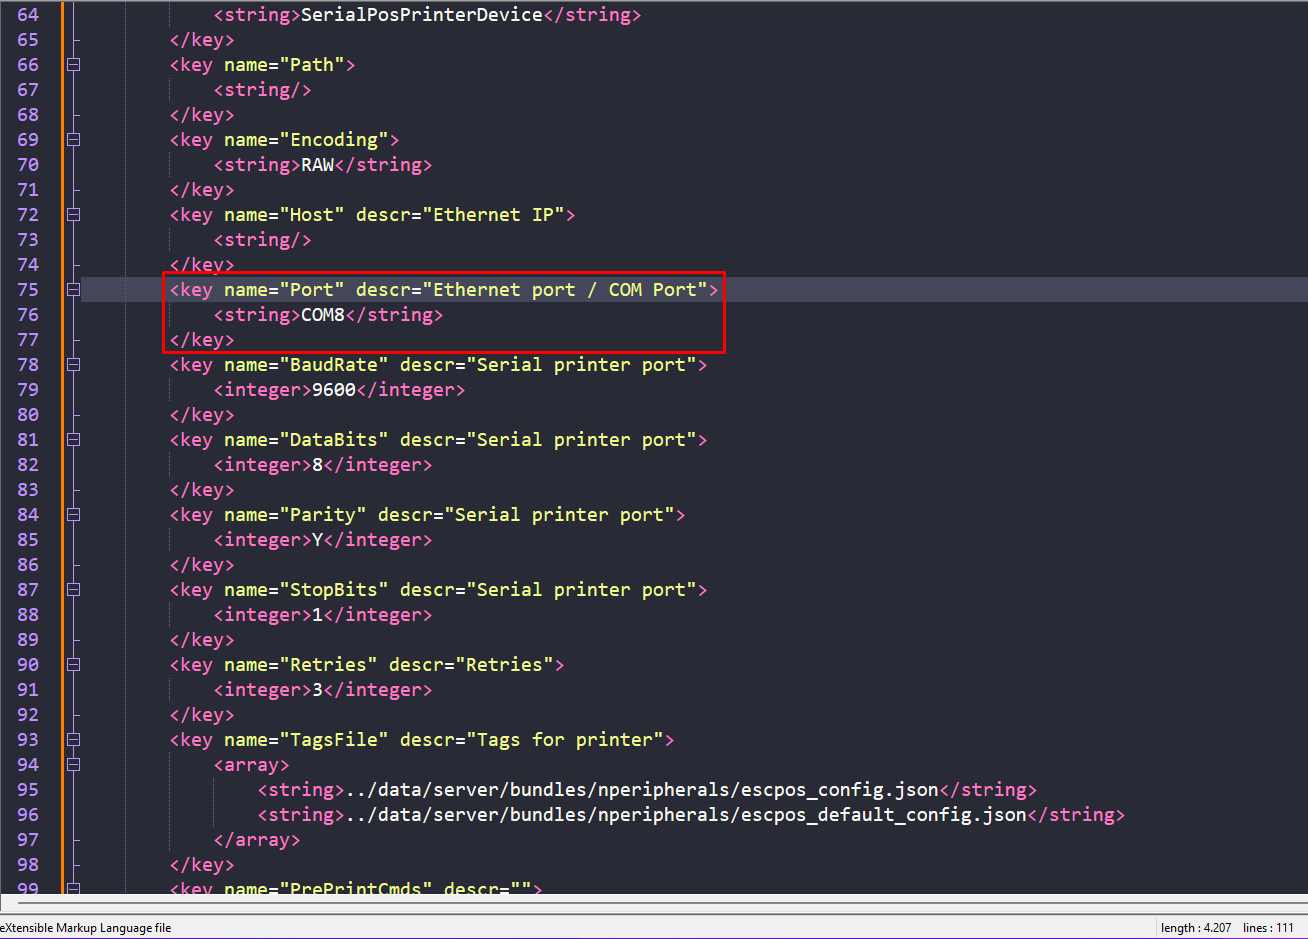 64 <string>SerialPosPrinterDevice</string>
65 </key>
66 <key name="Path">
67 <string/>
68 </key>
69 <key name="Encoding">
70 <string>RAW</string>
71 </key>
72 <key name="Host" descr="Ethernet IP">
73 <string/>
74 </key>
75 <key name="Port" descr="Ethernet port / COM Port">
76 <string>COM8</string>
77 </key>
78 <key name="BaudRate" descr="Serial printer port">
79 <integer>9600</integer>
80 </key>
81 <key name="DataBits" descr="Serial printer port">
82 <integer>8</integer>
83 </key>
84 <key name="Parity" descr="Serial printer port">
85 <integer>Y</integer>
86 </key>
87 <key name="StopBits" descr="Serial printer port">
88 <integer>1</integer>
89 </key>
90 <key name="Retries" descr="Retries">
91 <integer>3</integer>
92 </key>
93 <key name="TagsFile" descr="Tags for printer">
94 <array>
95 <string>../data/server/bundles/nperipherals/escpos_config.json</string>
96 <string>../data/server/bundles/nperipherals/escpos_default_config.json</string>
97 </array>
98 </key>
99 <key name="PrePrintCmds" descr="">
eXtensible Markup Language file length : 4.207 lines : 111